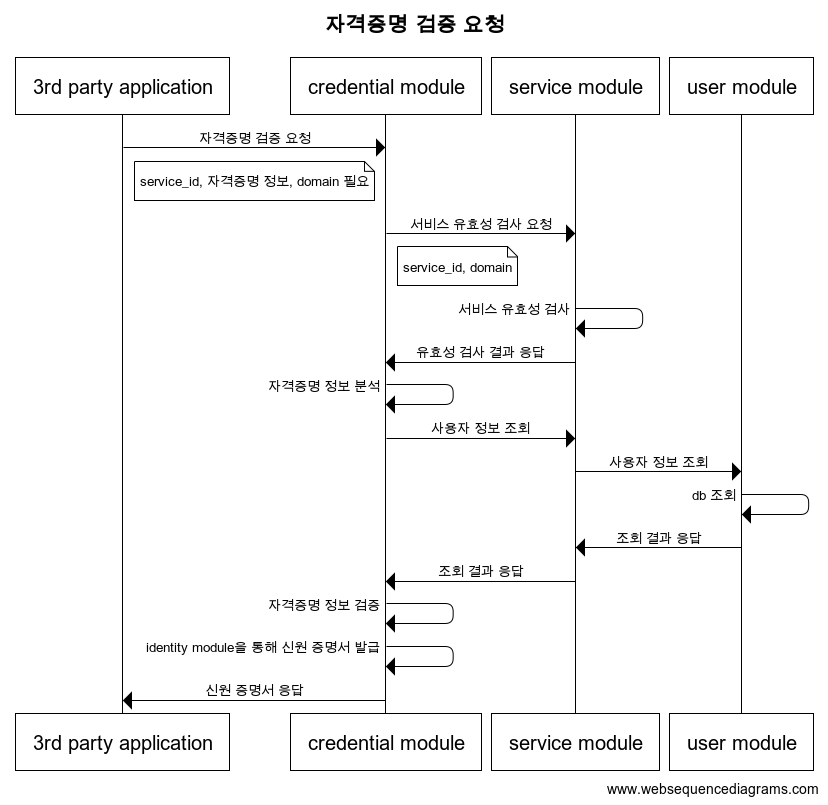 자격증명 검증 요청
3rd party application
credential module
service module
user module
자격증명 검증 요청
service_id, 자격증명 정보, domain 필요
서비스 유효성 검사 요청
service_id, domain
서비스 유효성 검사
유효성 검사 결과 응답
자격증명 정보 분석
사용자 정보 조회
사용자 정보 조회
db 조회
조회 결과 응답
조회 결과 응답
자격증명 정보 검증
identity module을 통해 신원 증명서 발급
신원 증명서 응답
3rd party application
credential module
service module
user module
www.websequencediagrams.com